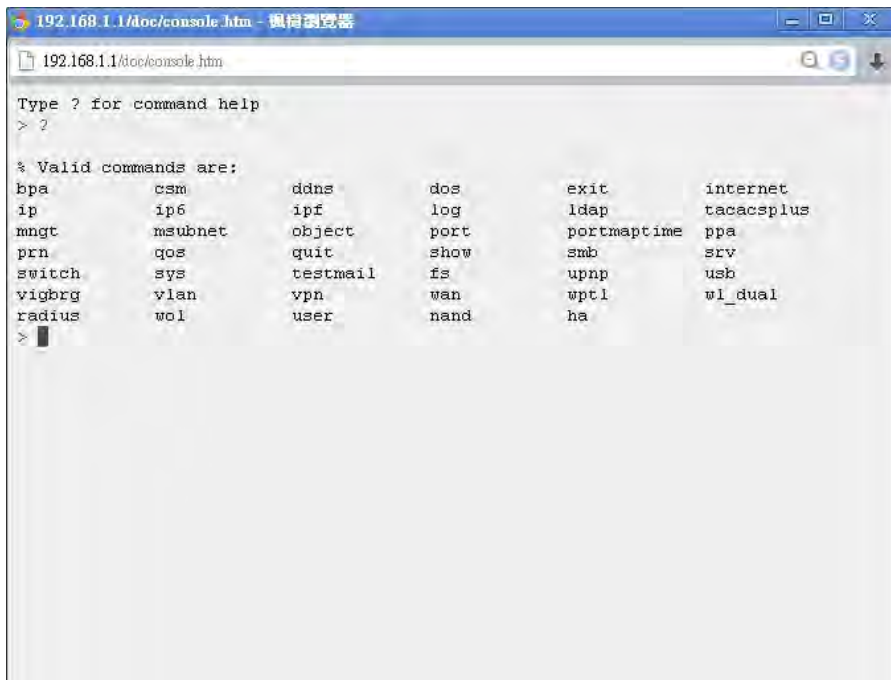 192.168.1.1/doc/console.htm - 楓樹瀏覽器
192.168.1.1/doc/console.htm
Type ? for command help
> ?
% Valid commands are:
bpa csm ddns dos exit internet
ip ip6 ipf log ldap tacacsplus
mngt msubnet object port portmaptime ppa
prn qos quit show smb srv
switch sys testmail fs upnp usb
vigbrg vlan vpn wan wptl wl_dual
radius wol user nand ha
>